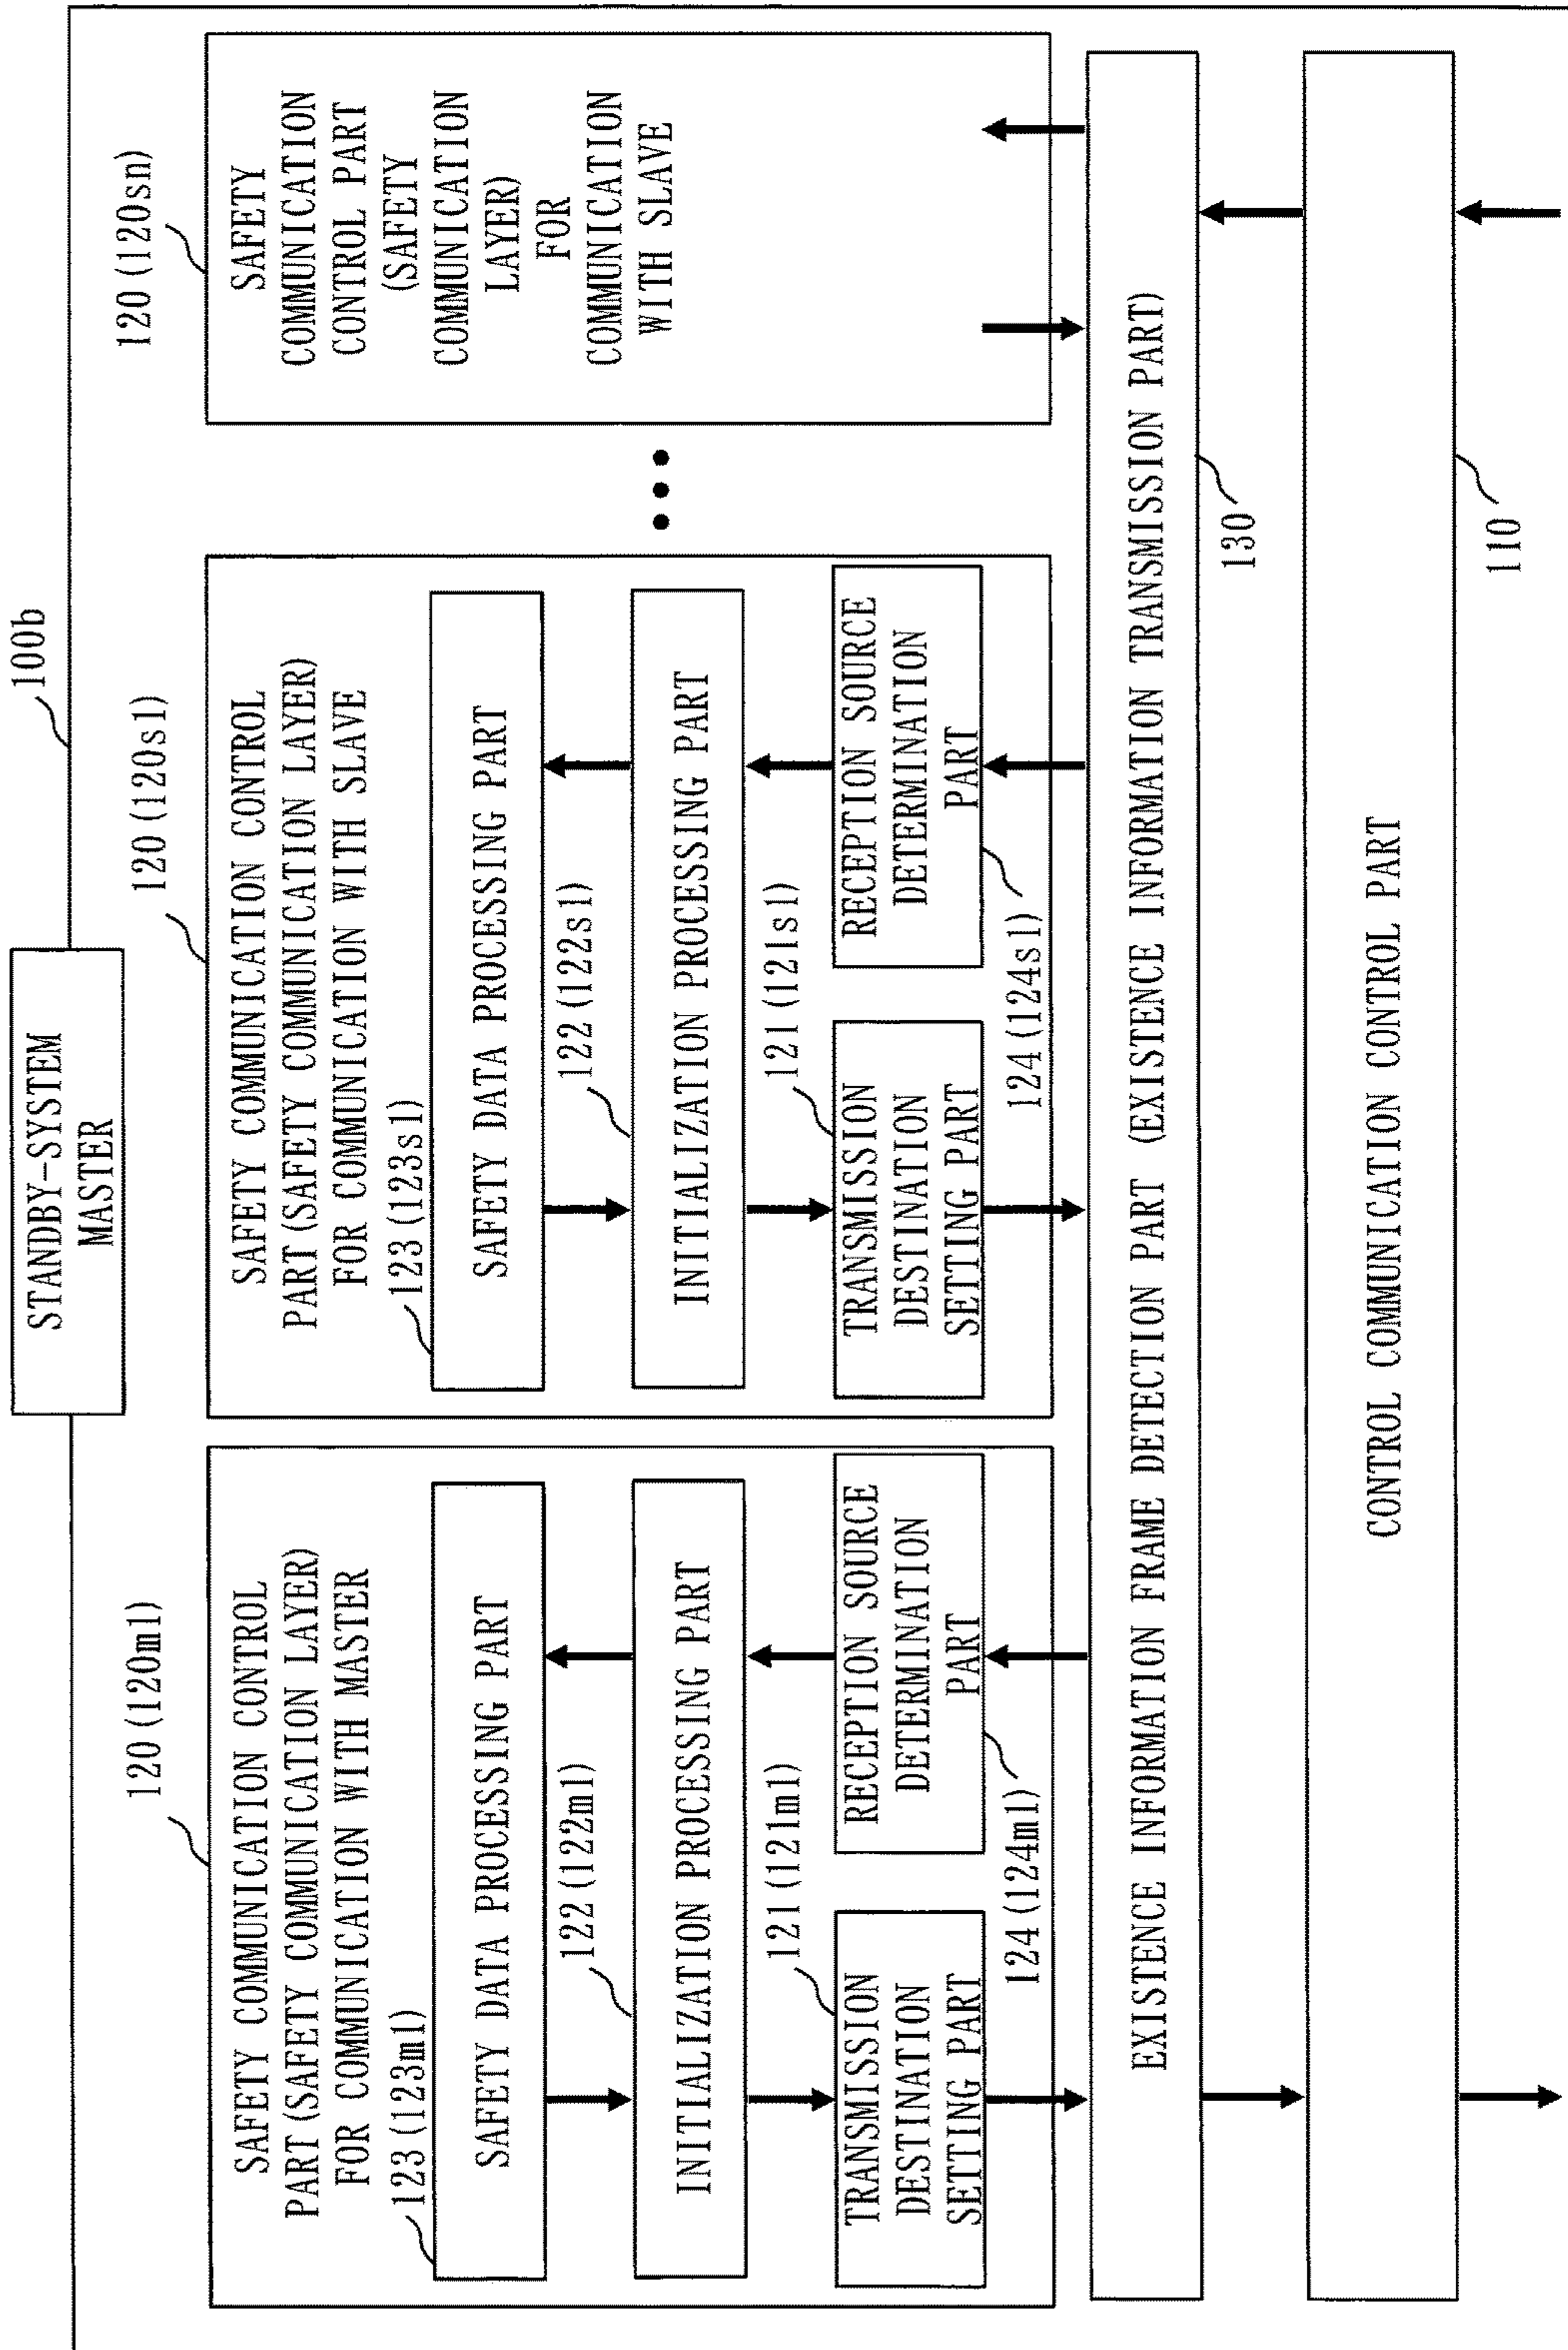 STANDBY-SYSTEM
MASTER
100b
120(120m1)
SAFETY COMMUNICATION CONTROL
PART(SAFETY COMMUNICATION LAYER)
FOR COMMUNICATION WITH MASTER
123(123m1)
SAFETY DATA PROCESSING PART
122(122m1)
INITIALIZATION PROCESSING PART
121(121m1)
TRANSMISSION
DESTINATION
SETTING PART
RECEPTION SOURCE
DETERMINATION
PART
124(124m1)
120(120s1)
SAFETY COMMUNICATION CONTROL
PART(SAFETY COMMUNICATION LAYER)
FOR COMMUNICATION WITH SLAVE
123(123s1)
SAFETY DATA PROCESSING PART
122(122s1)
INITIALIZATION PROCESSING PART
121(121s1)
TRANSMISSION
DESTINATION
SETTING PART
RECEPTION SOURCE
DETERMINATION
PART
124(124s1)
120(120sn)
SAFETY
COMMUNICATION
CONTROL PART
(SAFETY
COMMUNICATION
LAYER)
FOR
COMMUNICATION
WITH SLAVE
EXISTENCE INFORMATION FRAME DETECTION PART (EXISTENCE INFORMATION TRANSMISSION PART)
130
CONTROL COMMUNICATION CONTROL PART
110